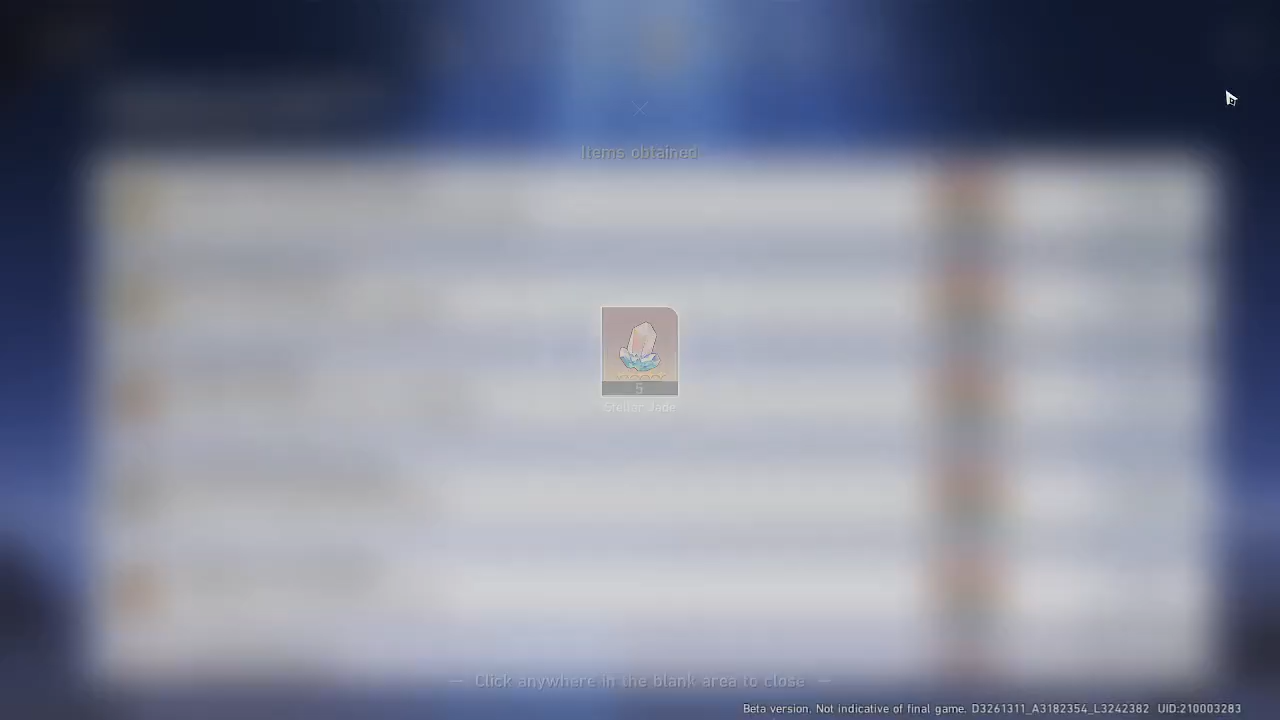 Items obtained
5
Stellar Jade
Click anywhere in the blank area to close
Beta version. Not indicative of final game. D3261311_A3182354_L3242382 UID:210003283